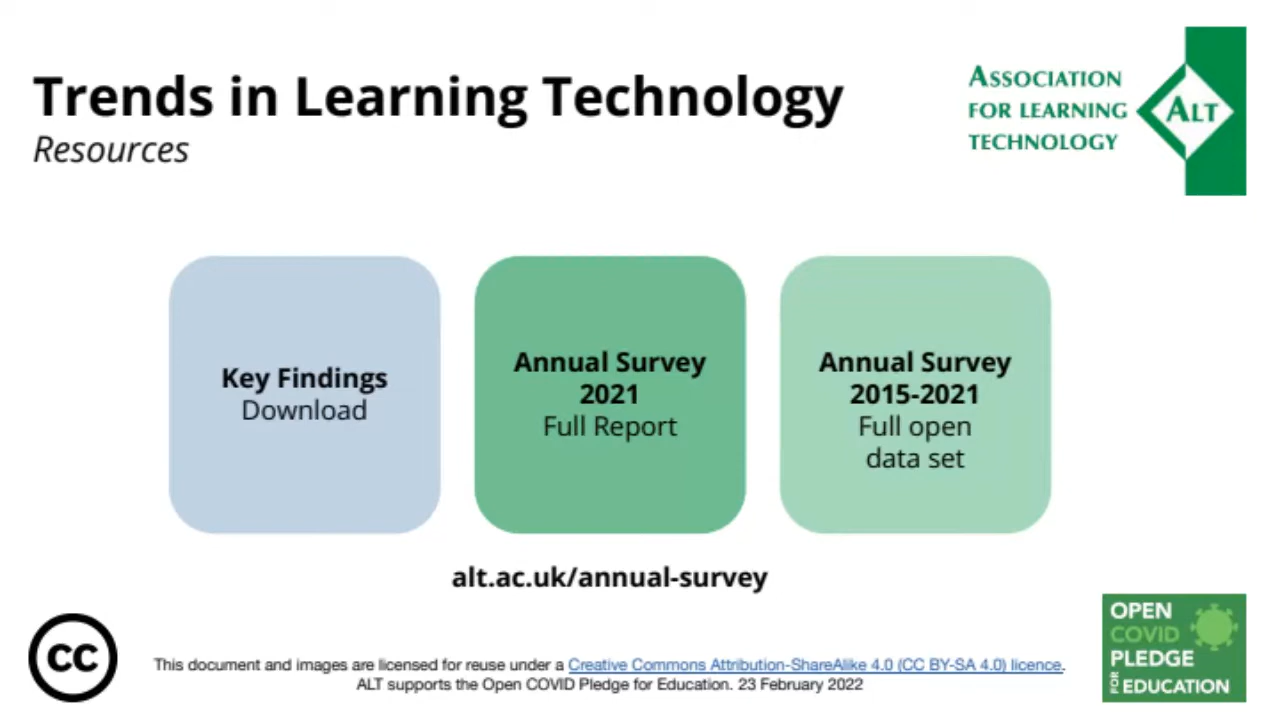 Trends in Learning Technology
Resources
ASSOCIATION
FOR LEARNING
TECHNOLOGY
ALT
Key Findings
Download
Annual Survey
2021
Full Report
Annual Survey
2015-2021
Full open
data set
alt.ac.uk/annual-survey
cc
This document and images are licensed for reuse under a Creative Commons Attribution-ShareAlike 4.0 (CC BY-SA 4.0) licence.
ALT supports the Open COVID Pledge for Education. 23 February 2022
OPEN
COVID
PLEDGE
FOR EDUCATION